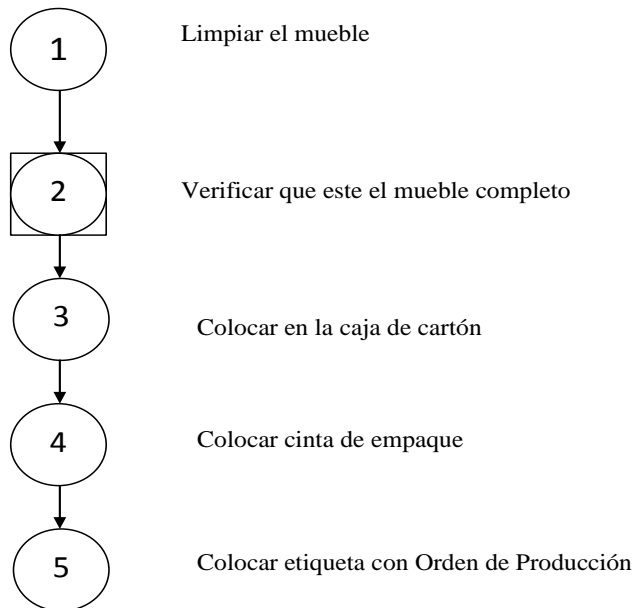 1 Limpiar el mueble
2 Verificar que este el mueble completo
3 Colocar en la caja de cartón
4 Colocar cinta de empaque
5 Colocar etiqueta con Orden de Producción